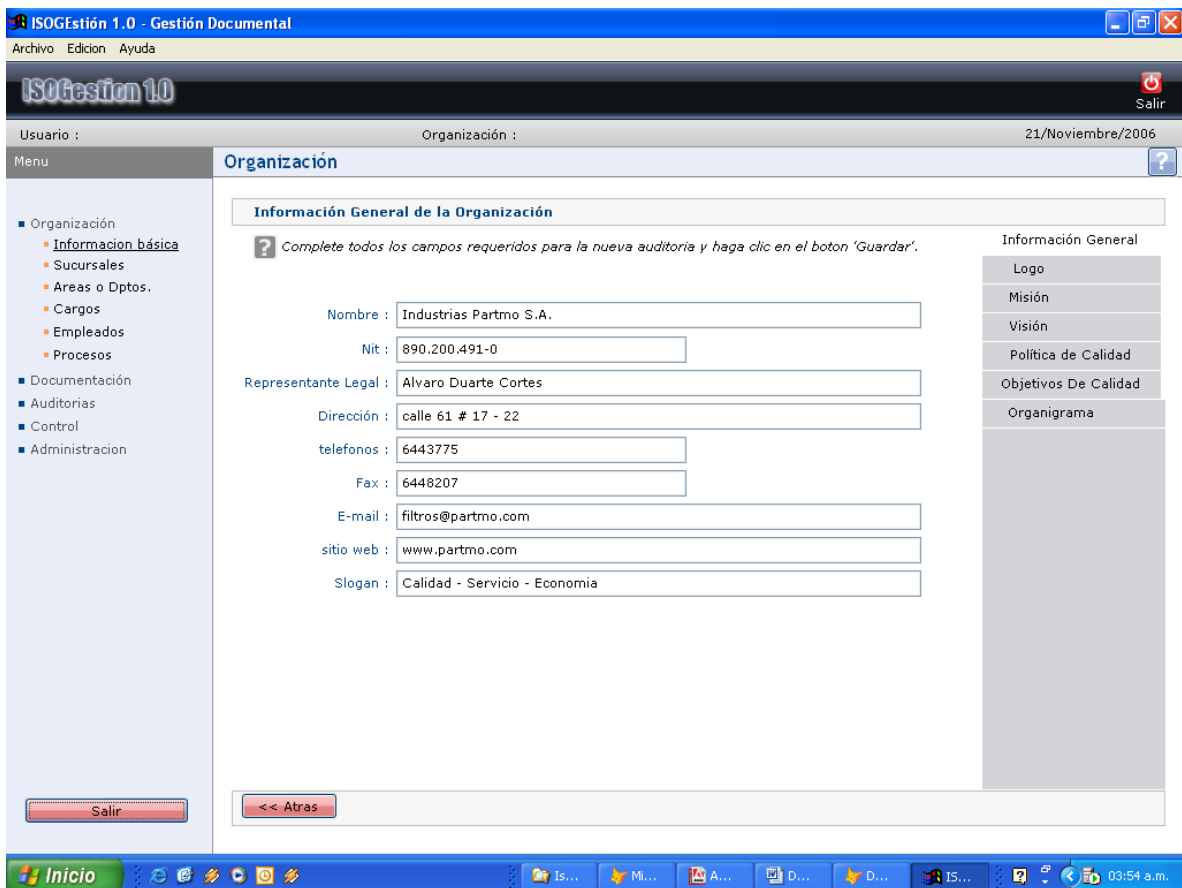 ISOGEstión 1.0 - Gestión Documental
Archivo Edicion Ayuda
ISOGestion 1.0
Salir
Usuario : Organización : 21/Noviembre/2006
Menu
Organización
Informacion básica
Sucursales
Areas o Dptos.
Cargos
Empleados
Procesos
Documentación
Auditorias
Control
Administracion
Salir
Organización
?
Información General de la Organización
? Complete todos los campos requeridos para la nueva auditoria y haga clic en el boton 'Guardar'.
Nombre : Industrias Partmo S.A.
Nit : 890.200.491-0
Representante Legal : Alvaro Duarte Cortes
Dirección : calle 61 # 17 - 22
telefonos : 6443775
Fax : 6448207
E-mail : filtros@partmo.com
sitio web : www.partmo.com
Slogan : Calidad - Servicio - Economia
Información General
Logo
Misión
Visión
Política de Calidad
Objetivos De Calidad
Organigrama
<< Atras
Inicio Is... Mi... A... D... D... IS... 03:54 a.m.